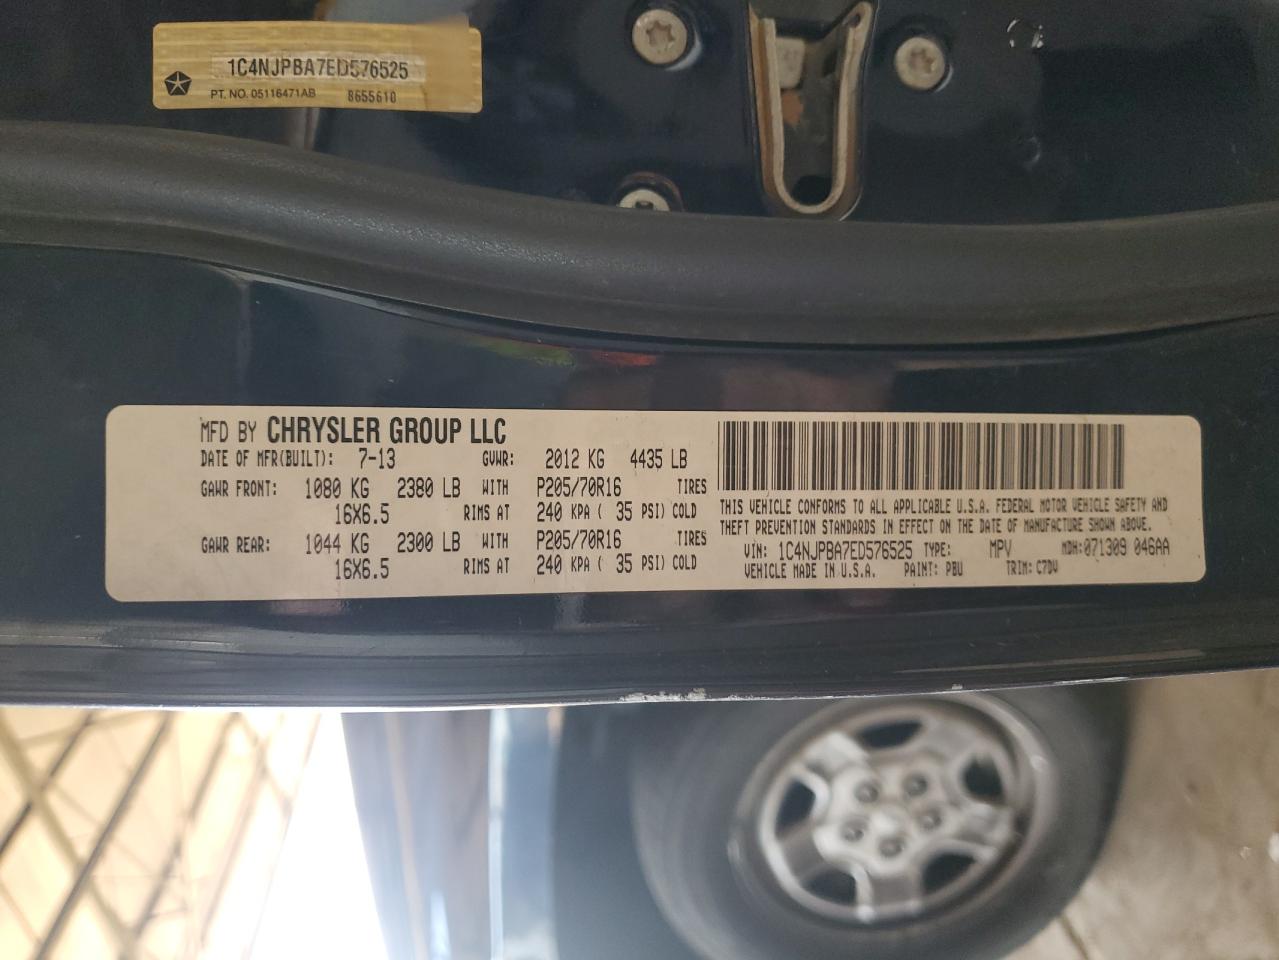 1C4NJPBA7ED576525
PT. NO. 05116471AB 8655610
MFD BY CHRYSLER GROUP LLC
DATE OF MFR(BUILT): 7-13 GVWR: 2012 KG 4435 LB
GAWR FRONT: 1080 KG 2380 LB WITH P205/70R16 TIRES
16X6.5 RIMS AT 240 KPA ( 35 PSI) COLD
GAWR REAR: 1044 KG 2300 LB WITH P205/70R16 TIRES
16X6.5 RIMS AT 240 KPA ( 35 PSI) COLD
THIS VEHICLE CONFORMS TO ALL APPLICABLE U.S.A. FEDERAL MOTOR VEHICLE SAFETY AND
THEFT PREVENTION STANDARDS IN EFFECT ON THE DATE OF MANUFACTURE SHOWN ABOVE.
VIN: 1C4NJPBA7ED576525 TYPE: MPV MDH:071309 046AA
VEHICLE MADE IN U.S.A. PAINT: PBU TRIM: C7DV